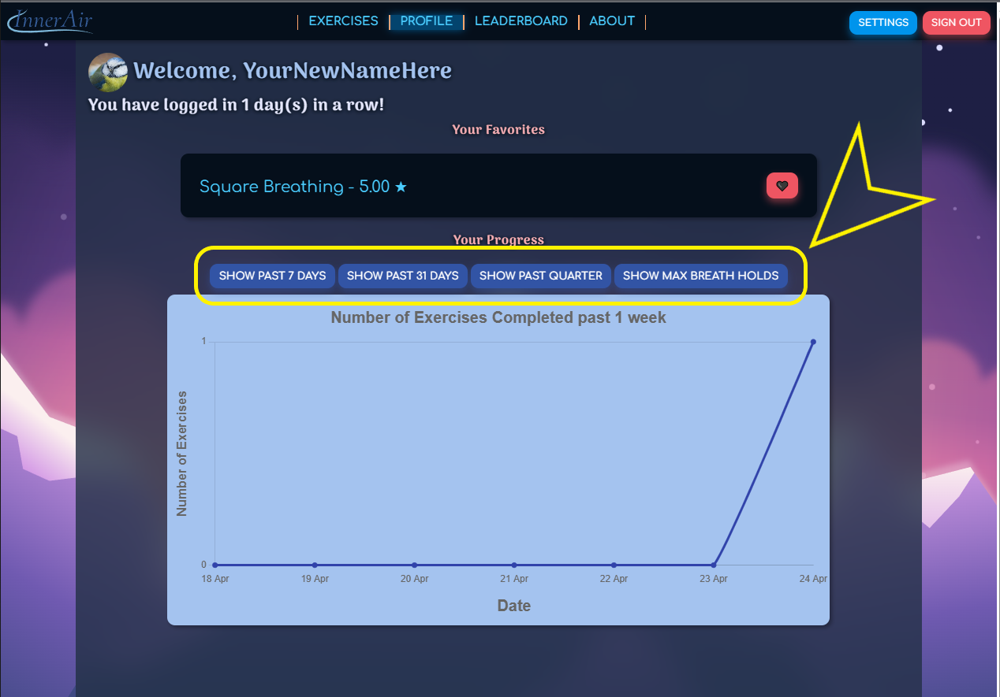 InnerAir
EXERCISES PROFILE LEADERBOARD ABOUT
SETTINGS SIGN OUT
Welcome, YourNewNameHere
You have logged in 1 day(s) in a row!
Your Favorites
Square Breathing - 5.00 ★
Your Progress
SHOW PAST 7 DAYS SHOW PAST 31 DAYS SHOW PAST QUARTER SHOW MAX BREATH HOLDS
Number of Exercises Completed past 1 week
Number of Exercises
1
0
18 Apr 19 Apr 20 Apr 21 Apr 22 Apr 23 Apr 24 Apr
Date